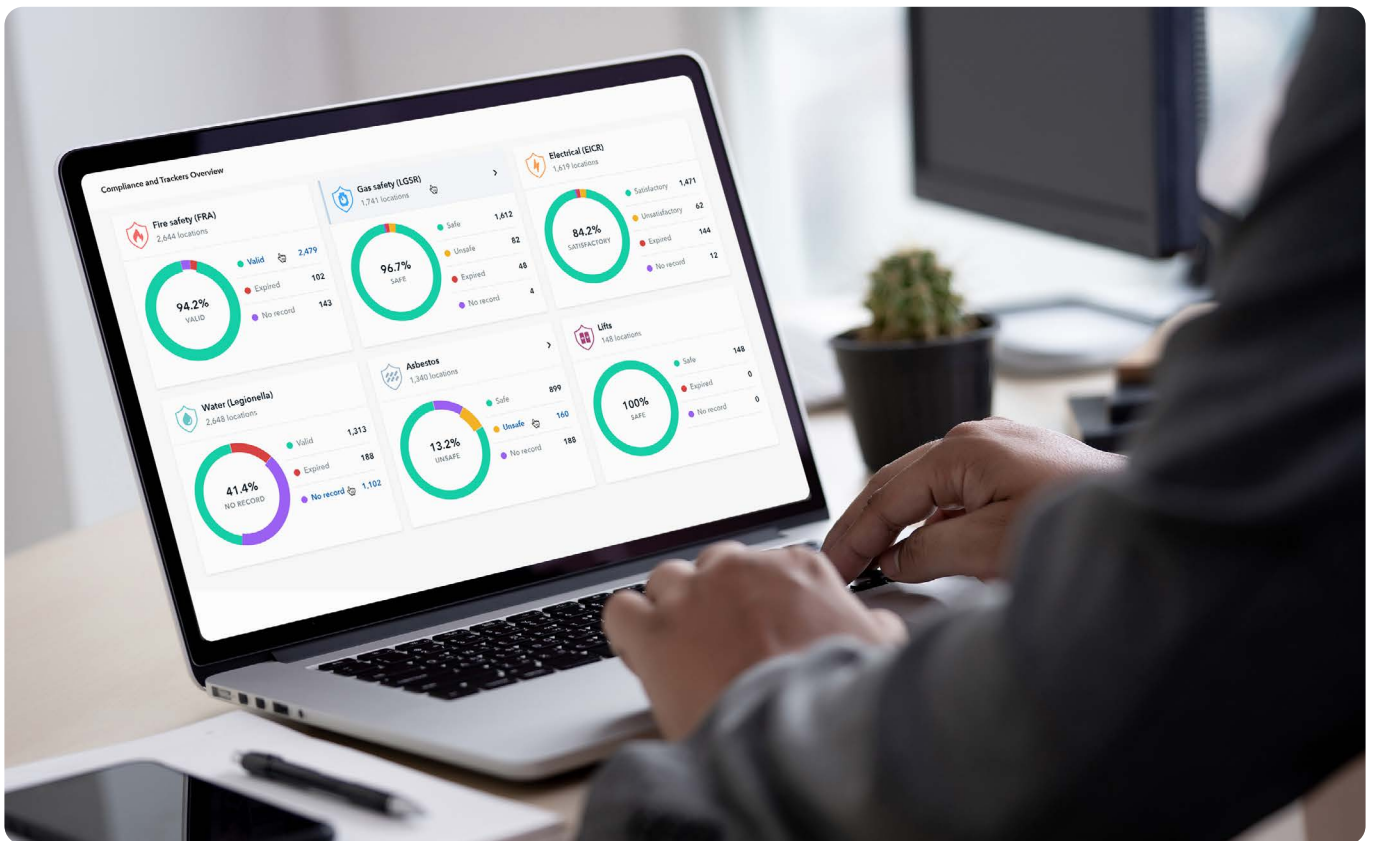 Compliance and Trackers Overview
Fire safety (FRA)
2,644 locations
94.2%
VALID
Valid 2,479
Expired 102
No record 143
Gas safety (LGSR)
1,741 locations
96.7%
SAFE
Safe 1,612
Unsafe 82
Expired 48
No record 4
Electrical (EICR)
1,619 locations
84.2%
SATISFACTORY
Satisfactory 1,471
Unsatisfactory 62
Expired 144
No record 12
Water (Legionella)
2,648 locations
41.4%
NO RECORD
Valid 1,313
Expired 188
No record 1,102
Asbestos
1,340 locations
13.2%
UNSAFE
Safe 899
Unsafe 160
No record 188
Lifts
148 locations
100%
SAFE
Safe 148
Expired 0
No record 0